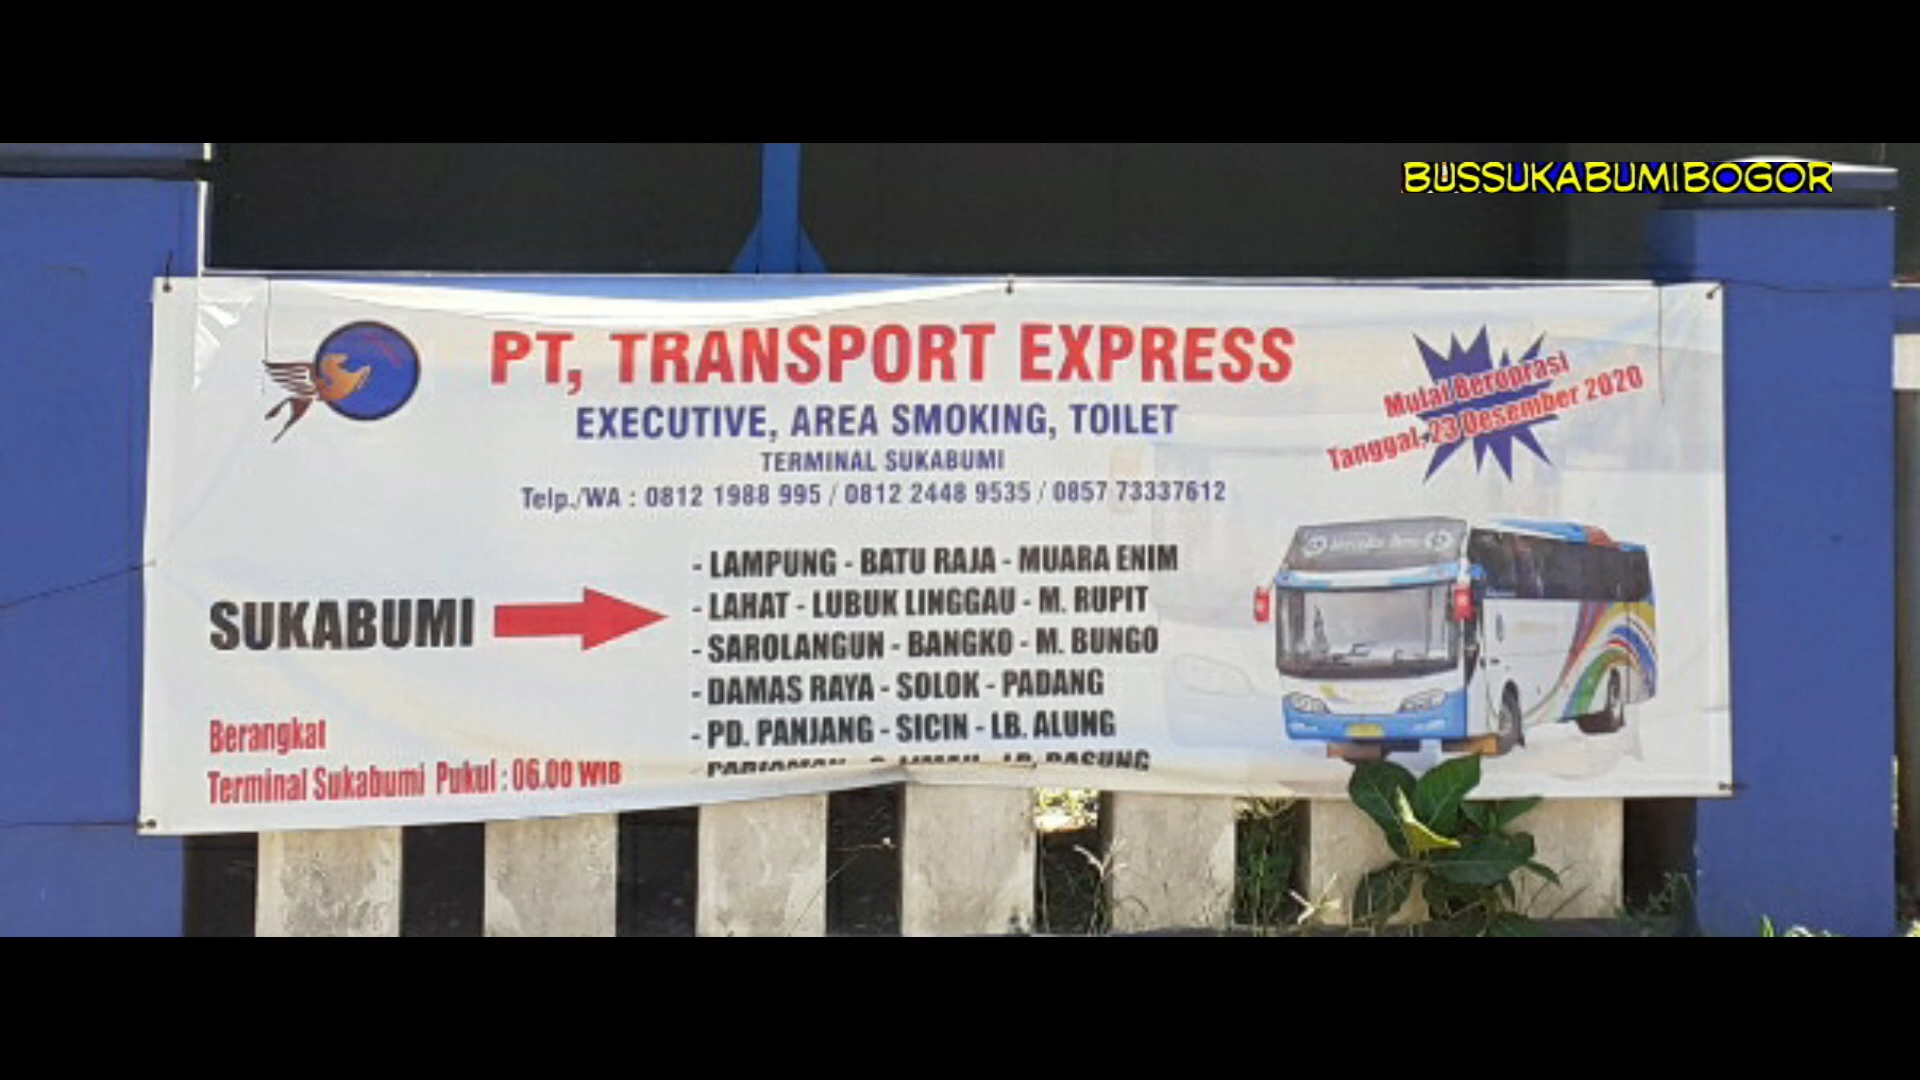 BUSSUKABUMIBOGOR
PT, TRANSPORT EXPRESS
EXECUTIVE, AREA SMOKING, TOILET
TERMINAL SUKABUMI
Telp./WA : 0812 1988 995 / 0812 2448 9535 / 0857 73337612
Mulai Beroprasi
Tanggal, 23 Desember 2020
SUKABUMI
- LAMPUNG - BATU RAJA - MUARA ENIM
- LAHAT - LUBUK LINGGAU - M. RUPIT
- SAROLANGUN - BANGKO - M. BUNGO
- DAMAS RAYA - SOLOK - PADANG
- PD. PANJANG - SICIN - LB. ALUNG
Berangkat
Terminal Sukabumi Pukul : 06.00 WIB